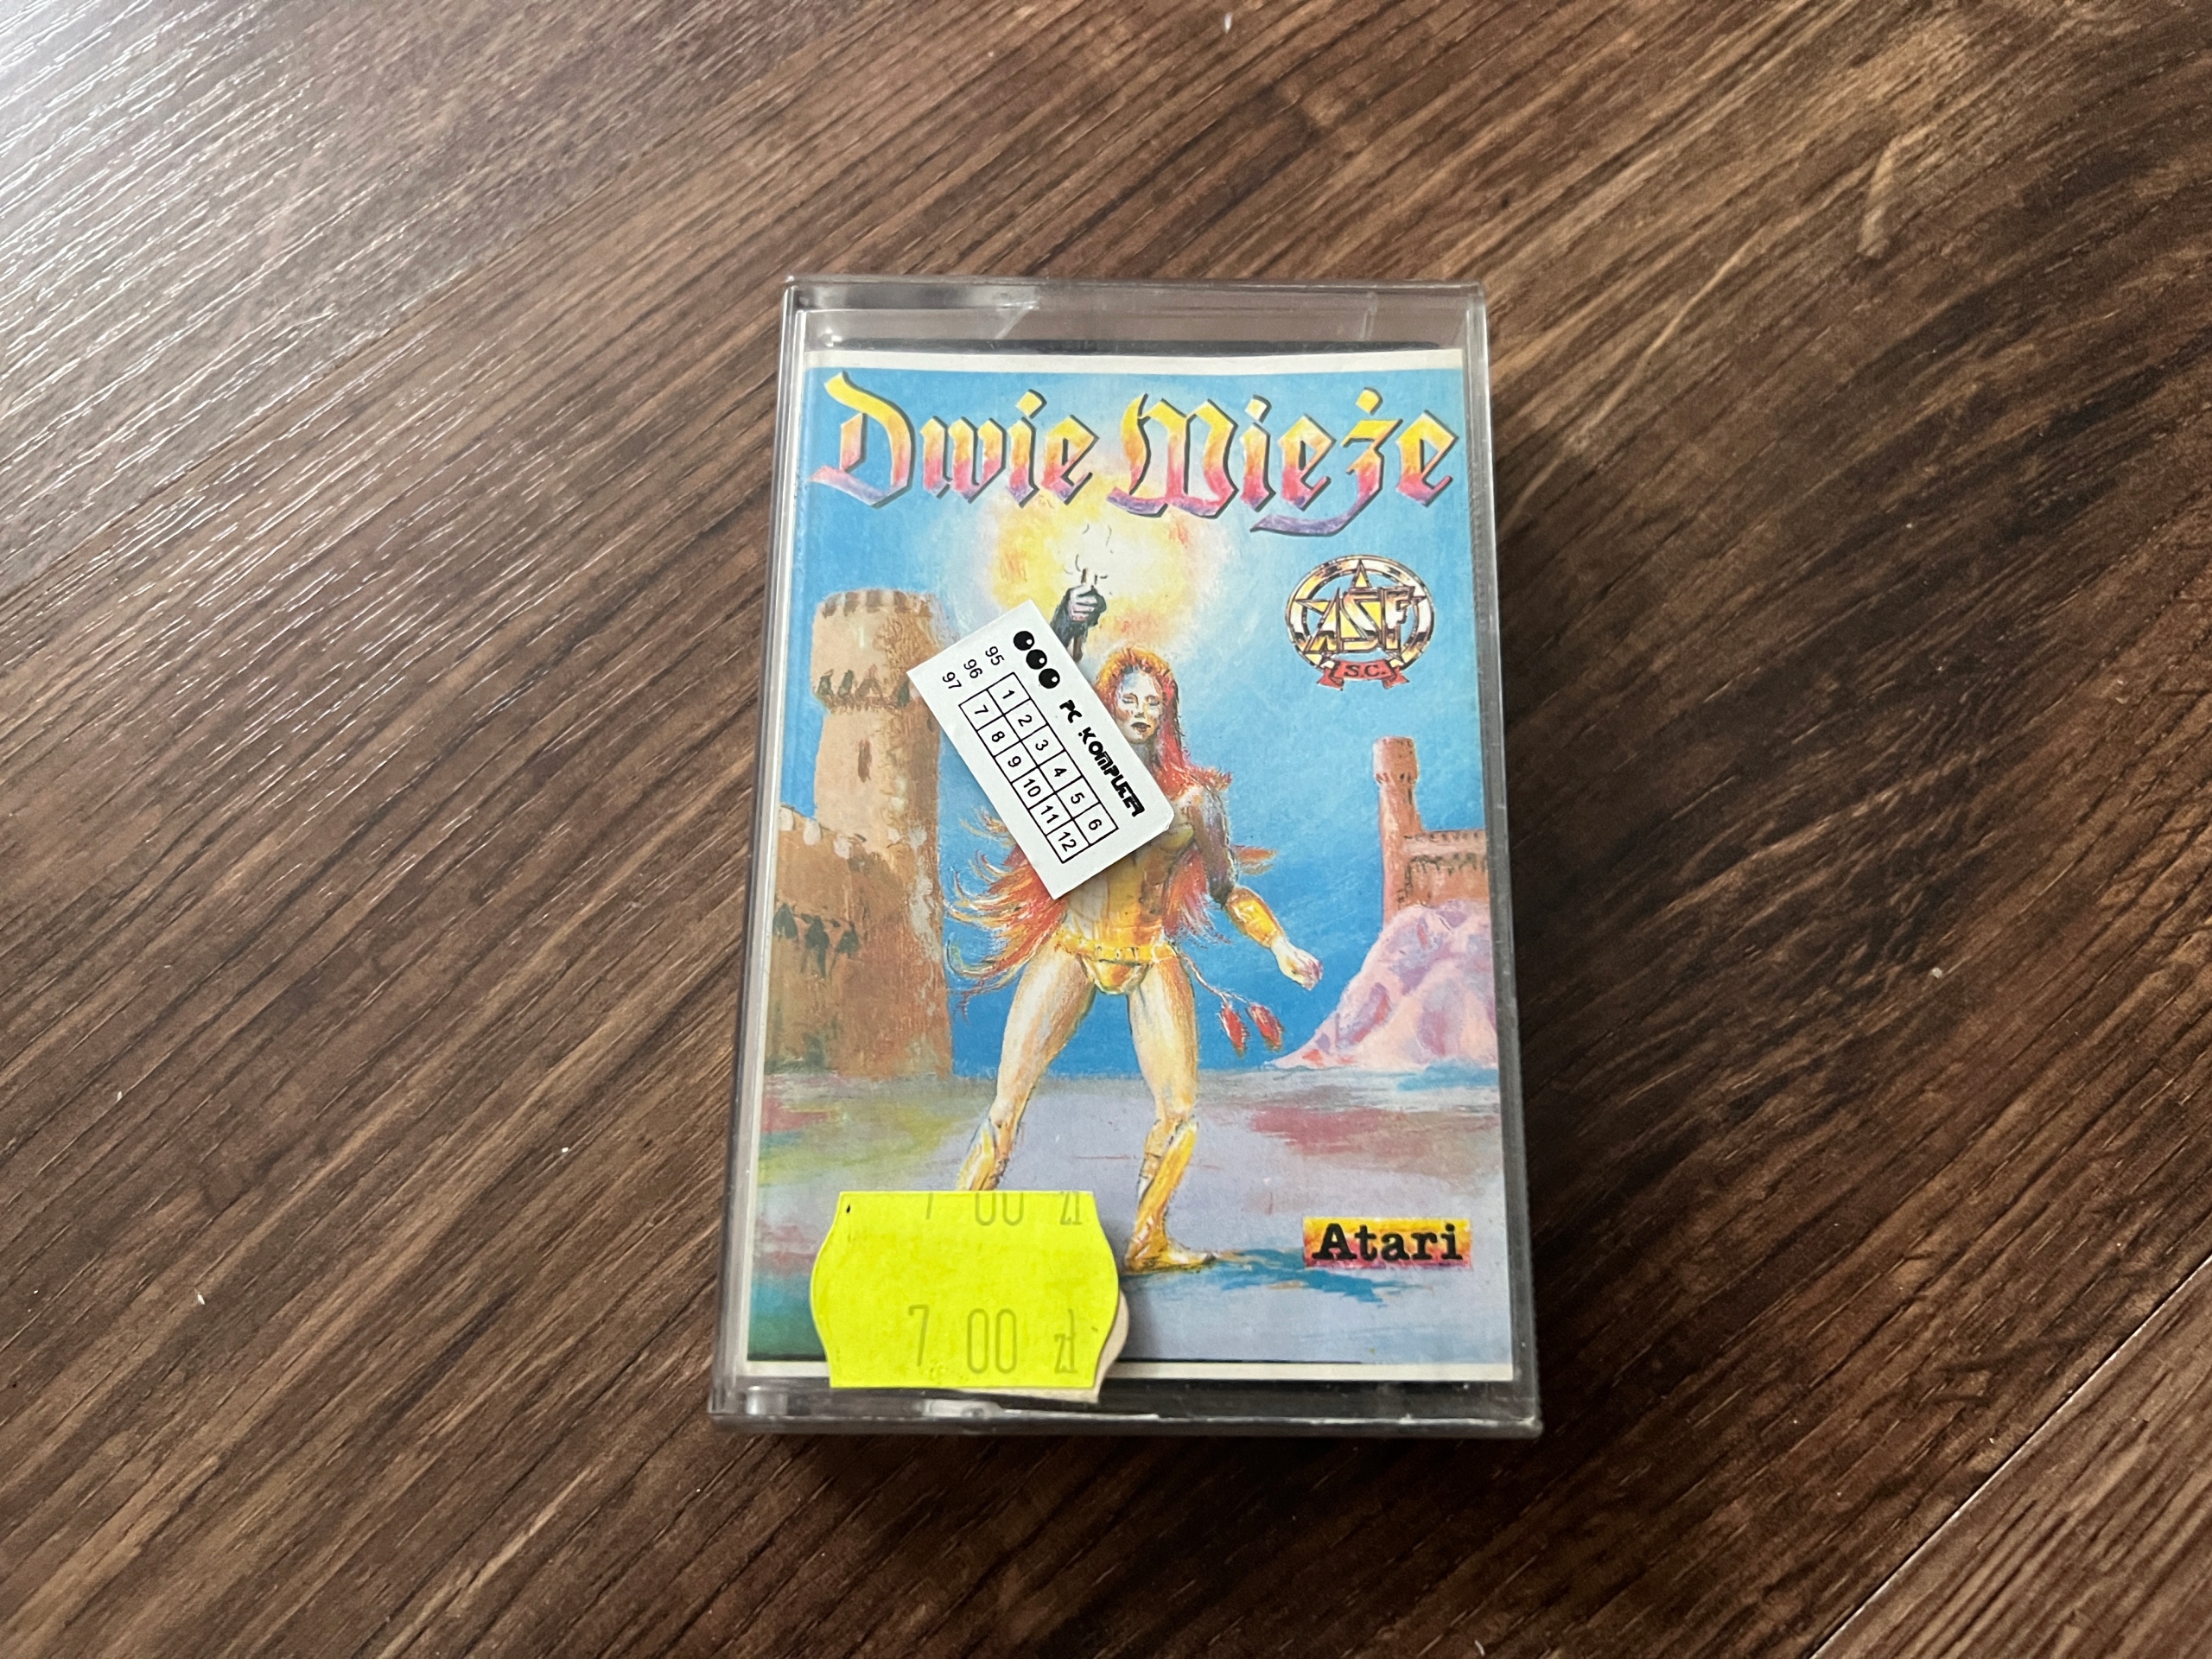 Dwie Wieże
ASF
S.C.
PC KOMPUTER
95
96
97
1 2 3 4 5 6
7 8 9 10 11 12
7 00 zł
7 00 zł
Atari